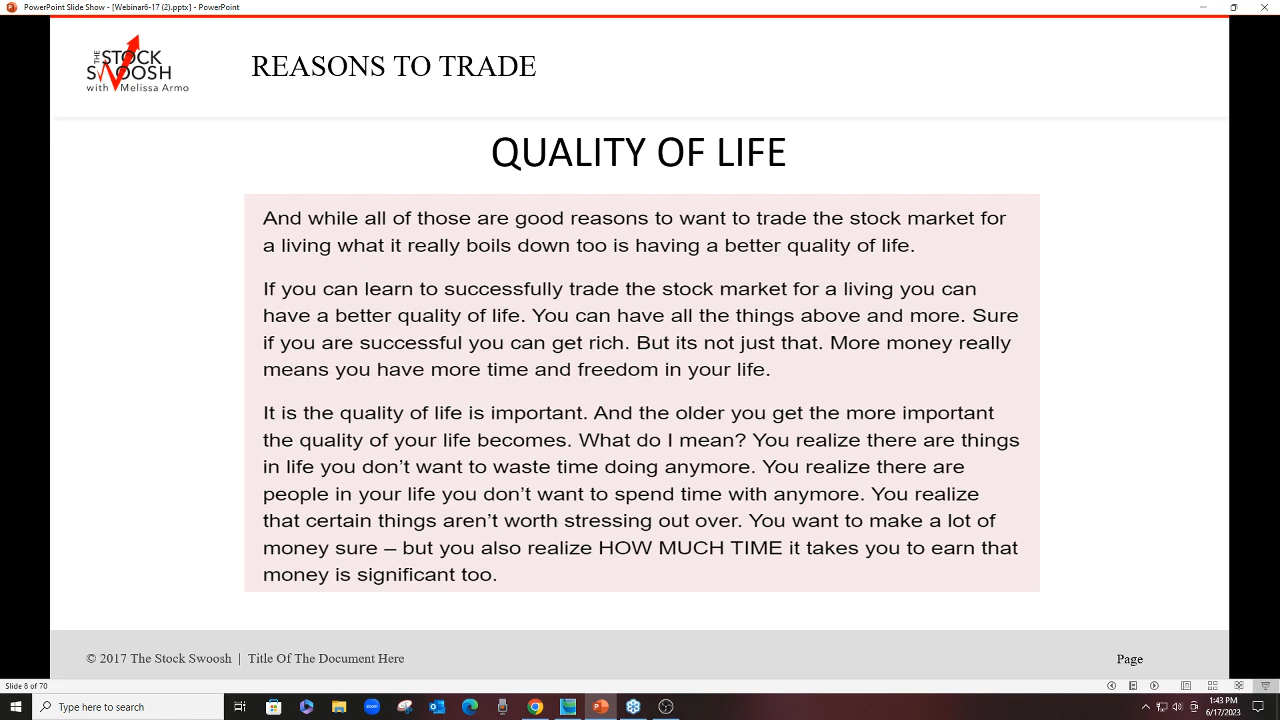 PowerPoint Slide Show - [Webinar6-17 (2).pptx] - PowerPoint
THE STOCK
SWOOSH
with Melissa Armo
REASONS TO TRADE
QUALITY OF LIFE
And while all of those are good reasons to want to trade the stock market for
a living what it really boils down too is having a better quality of life.
If you can learn to successfully trade the stock market for a living you can
have a better quality of life. You can have all the things above and more. Sure
if you are successful you can get rich. But its not just that. More money really
means you have more time and freedom in your life.
It is the quality of life is important. And the older you get the more important
the quality of your life becomes. What do I mean? You realize there are things
in life you don’t want to waste time doing anymore. You realize there are
people in your life you don’t want to spend time with anymore. You realize
that certain things aren’t worth stressing out over. You want to make a lot of
money sure – but you also realize HOW MUCH TIME it takes you to earn that
money is significant too.
© 2017 The Stock Swoosh | Title Of The Document Here
Page
Slide 8 of 70
Type here to search
zoom
1:43 PM
6/17/2023